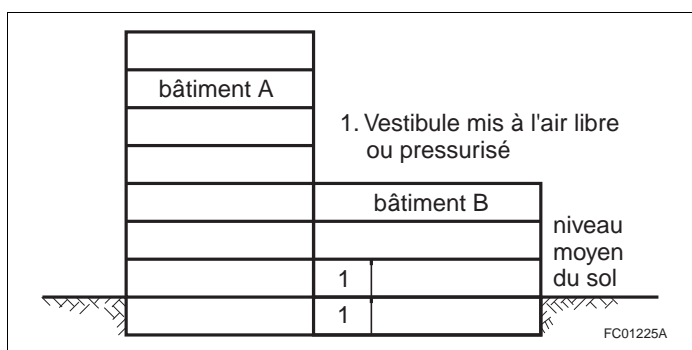 bâtiment A
1. Vestibule mis à l'air libre
ou pressurisé
bâtiment B
niveau
moyen
du sol
1
1
FC01225A